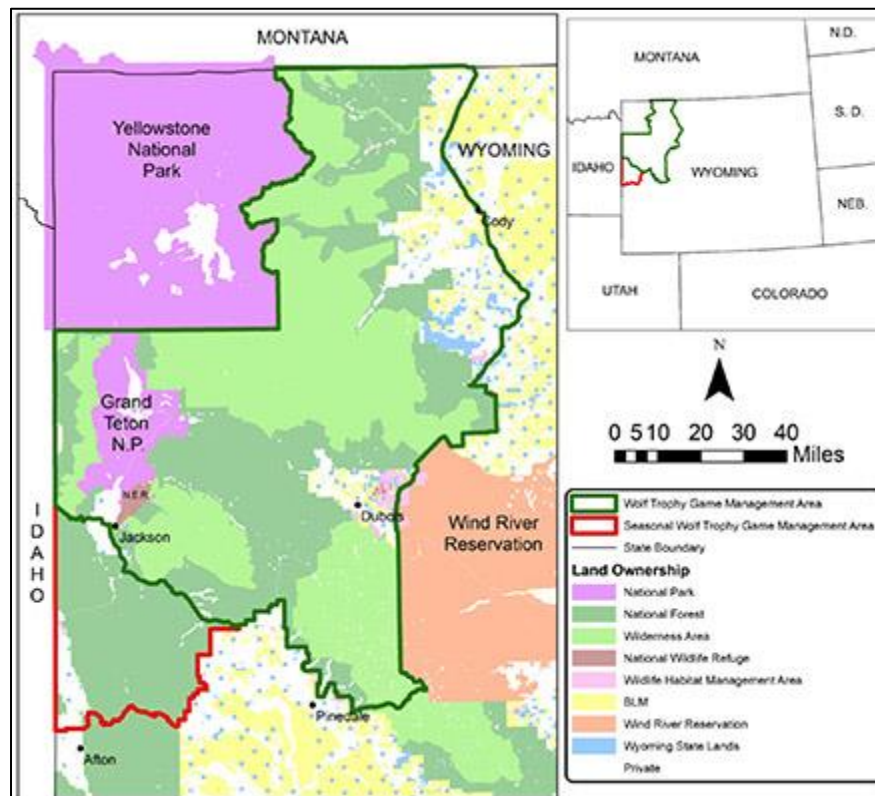 MONTANA
Yellowstone
National
Park
WYOMING
Cody
Grand
Teton
N.P.
N.E.R.
Jackson
Dubois
Wind River
Reservation
IDAHO
Pinedale
Afton
N.D.
MONTANA
S. D.
IDAHO
WYOMING
NEB.
UTAH
COLORADO
N
0 5 10 20 30 40
Miles
Wolf Trophy Game Management Area
Seasonal Wolf Trophy Game Management Area
State Boundary
Land Ownership
National Park
National Forest
Wilderness Area
National Wildlife Refuge
Wildlife Habitat Management Area
BLM
Wind River Reservation
Wyoming State Lands
Private